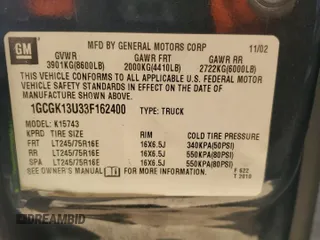 GM
MFD. BY GENERAL MOTORS CORP 11/02
GVWR GAWR FRT GAWR RR
3901KG(8600LB) 2000KG(4410LB) 2722KG(6000LB)
THIS VEHICLE CONFORMS TO ALL APPLICABLE U.S. FEDERAL MOTOR
VEHICLE SAFETY STANDARDS IN EFFECT ON THE DATE OF
MANUFACTURE SHOWN ABOVE.
1GCGK13U33F162400 TYPE: TRUCK
MODEL: K15743
KPRD TIRE SIZE RIM COLD TIRE PRESSURE
FRT LT245/75R16E 16X6.5J 340KPA(50PSI)
RR LT245/75R16E 16X6.5J 550KPA(80PSI)
SPA LT245/75R16E 16X6.5J 550KPA(80PSI)
SEE OWNER'S MANUAL FOR ADDITIONAL INFORMATION
F 622
T 2010
DREAMBID